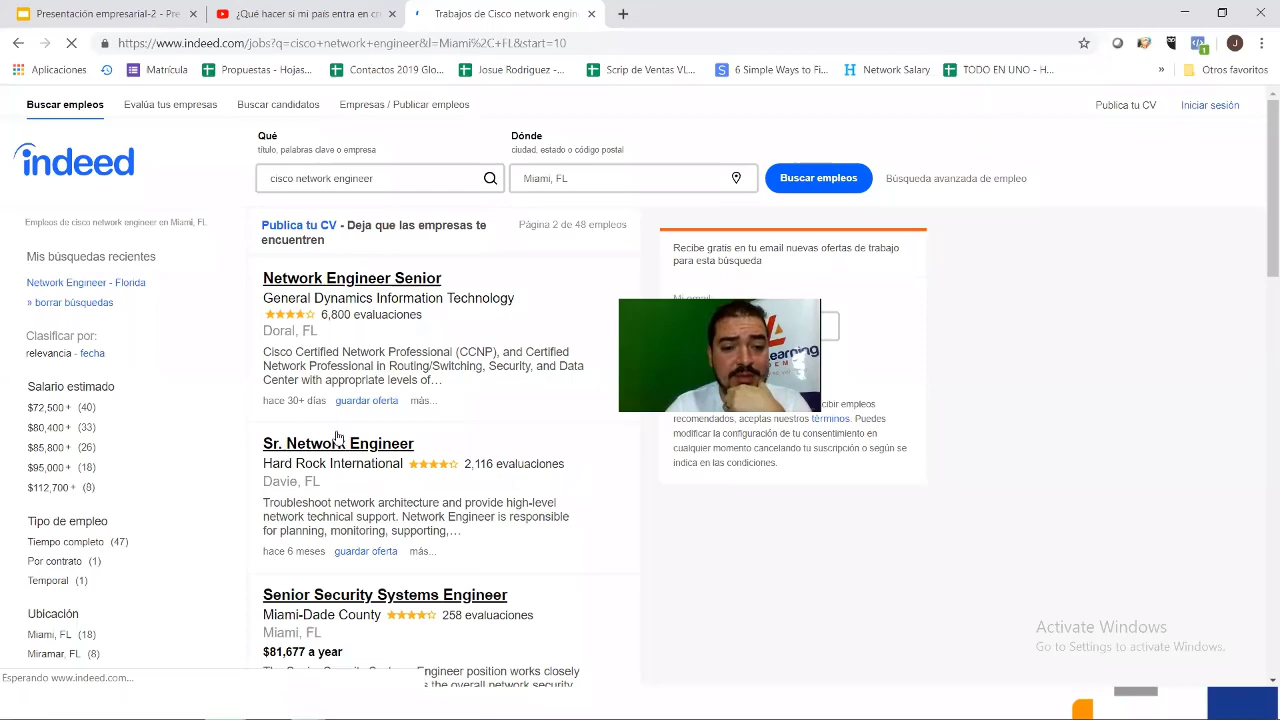 Presentación empresarial-2 - Pre
¿Qué hacer si mi país entra en cr
Trabajos de Cisco network engin
https://www.indeed.com/jobs?q=cisco+network+engineer&l=Miami%2C+FL&start=10
Aplicaciones
Matrícula
Propuestas - Hojas...
Contactos 2019 Glo...
Josue Rodriguez -...
Scrip de Ventas VL...
6 Simple Ways to Fi...
Network Salary
TODO EN UNO - H...
»
Otros favoritos
Buscar empleos
Evalúa tus empresas
Buscar candidatos
Empresas / Publicar empleos
Publica tu CV
Iniciar sesión
indeed
Qué
título, palabras clave o empresa
cisco network engineer
Dónde
ciudad, estado o código postal
Miami, FL
Buscar empleos
Búsqueda avanzada de empleo
Empleos de cisco network engineer en Miami, FL
Mis búsquedas recientes
Network Engineer - Florida
» borrar búsquedas
Clasificar por:
relevancia - fecha
Salario estimado
$72,500+ (40)
$80,400+ (33)
$85,800+ (26)
$95,000+ (18)
$112,700+ (8)
Tipo de empleo
Tiempo completo (47)
Por contrato (1)
Temporal (1)
Ubicación
Miami, FL (18)
Miramar, FL (8)
Publica tu CV - Deja que las empresas te
encuentren
Página 2 de 48 empleos
Network Engineer Senior
General Dynamics Information Technology
6,800 evaluaciones
Doral, FL
Cisco Certified Network Professional (CCNP), and Certified
Network Professional in Routing/Switching, Security, and Data
Center with appropriate levels of...
hace 30+ días guardar oferta más...
Sr. Network Engineer
Hard Rock International 2,116 evaluaciones
Davie, FL
Troubleshoot network architecture and provide high-level
network technical support. Network Engineer is responsible
for planning, monitoring, supporting,...
hace 6 meses guardar oferta más...
Senior Security Systems Engineer
Miami-Dade County 258 evaluaciones
Miami, FL
$81,677 a year
Engineer position works closely
the overall network security
Recibe gratis en tu email nuevas ofertas de trabajo
para esta búsqueda
Mi email
recomendados, aceptas nuestros términos. Puedes
modificar la configuración de tu consentimiento en
cualquier momento cancelando tu suscripción o según se
indica en las condiciones.
Activate Windows
Go to Settings to activate Windows.
Esperando www.indeed.com...